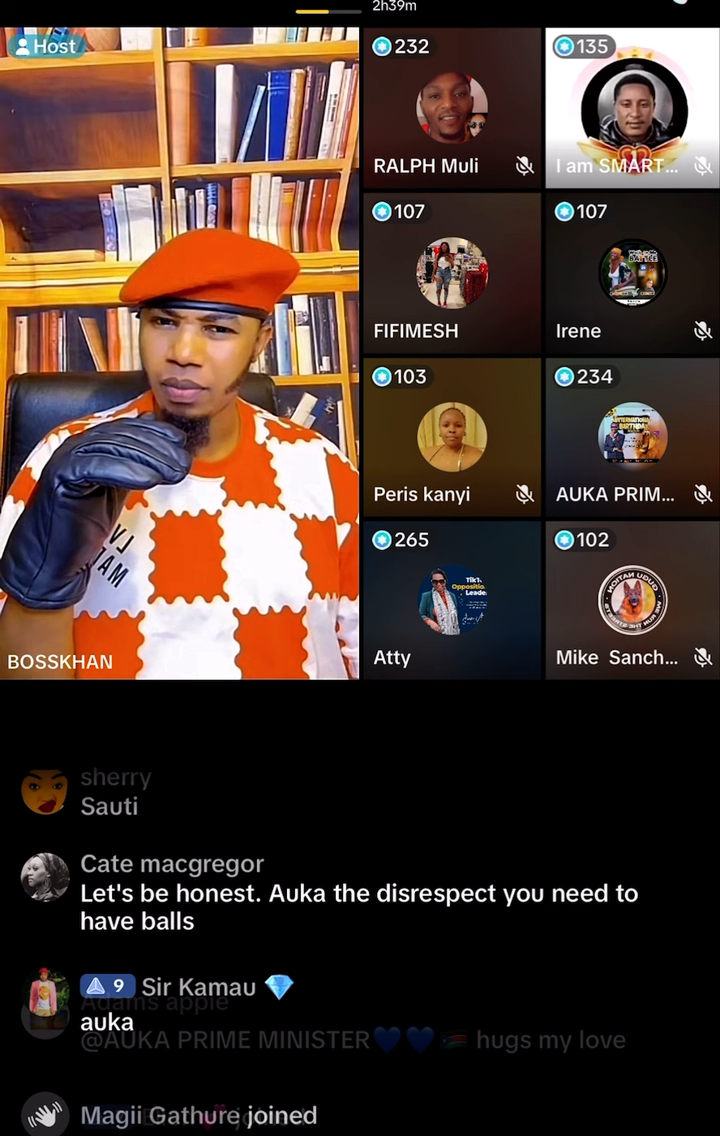 2h39m
Host
232
135
RALPH Muli
I am SMART...
107
107
FIFIMESH
Irene
103
234
Peris kanyi
AUKA PRIM...
265
102
Atty
Mike Sanch...
BOSSKHAN
sherry
Sauti
Cate macgregor
Let's be honest. Auka the disrespect you need to
have balls
9 Sir Kamau 💎
Adams apple
auka
@AUKA PRIME MINISTER💙💙🇸🇸 hugs my love
Magii Gathure joined